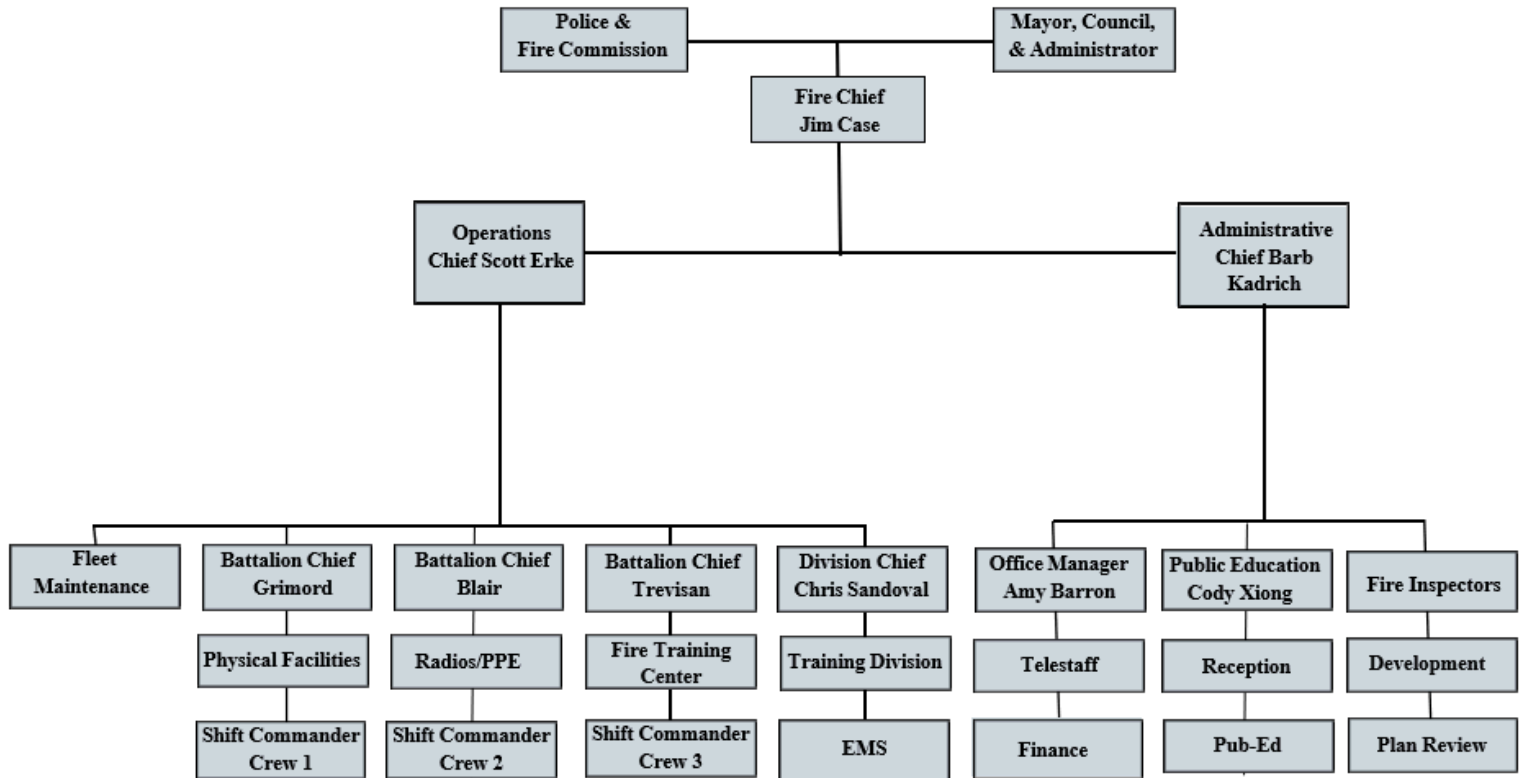 Police &
Fire Commission
Mayor, Council,
& Administrator
Fire Chief
Jim Case
Operations
Chief Scott Erke
Administrative
Chief Barb
Kadrich
Fleet
Maintenance
Battalion Chief
Grimord
Battalion Chief
Blair
Battalion Chief
Trevisan
Division Chief
Chris Sandoval
Office Manager
Amy Barron
Public Education
Cody Xiong
Fire Inspectors
Physical Facilities
Radios/PPE
Fire Training
Center
Training Division
Telestaff
Reception
Development
Shift Commander
Crew 1
Shift Commander
Crew 2
Shift Commander
Crew 3
EMS
Finance
Pub-Ed
Plan Review